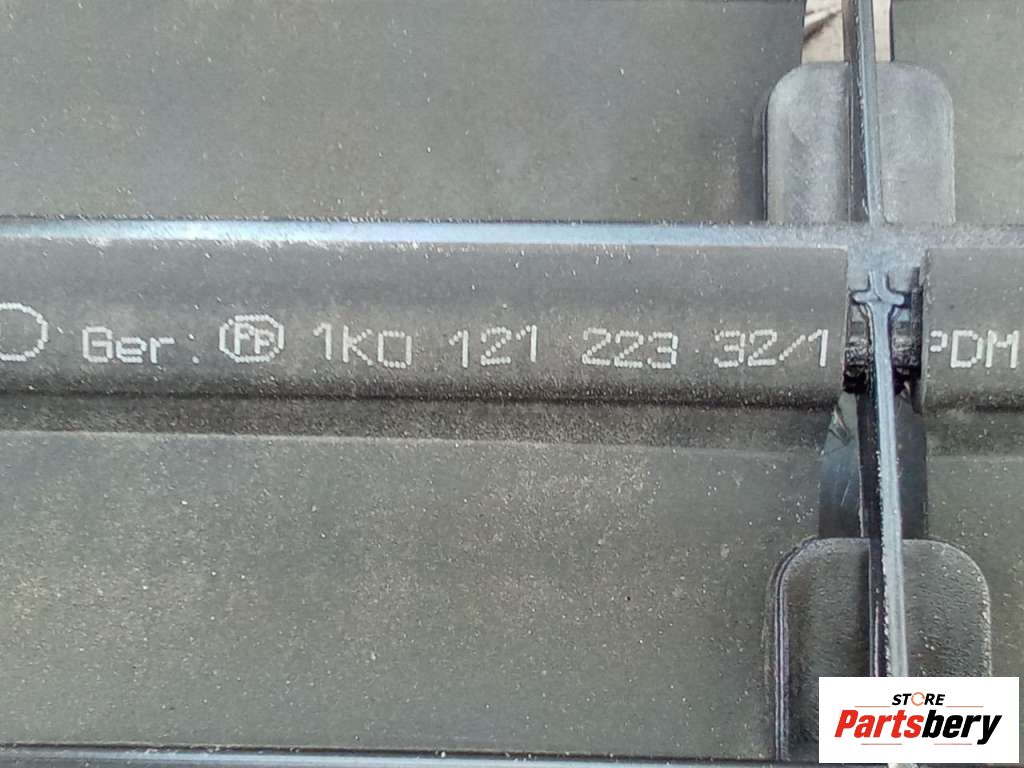 Ger. PP 1K0 121 223 32/1 PDM
STORE
Partsbery